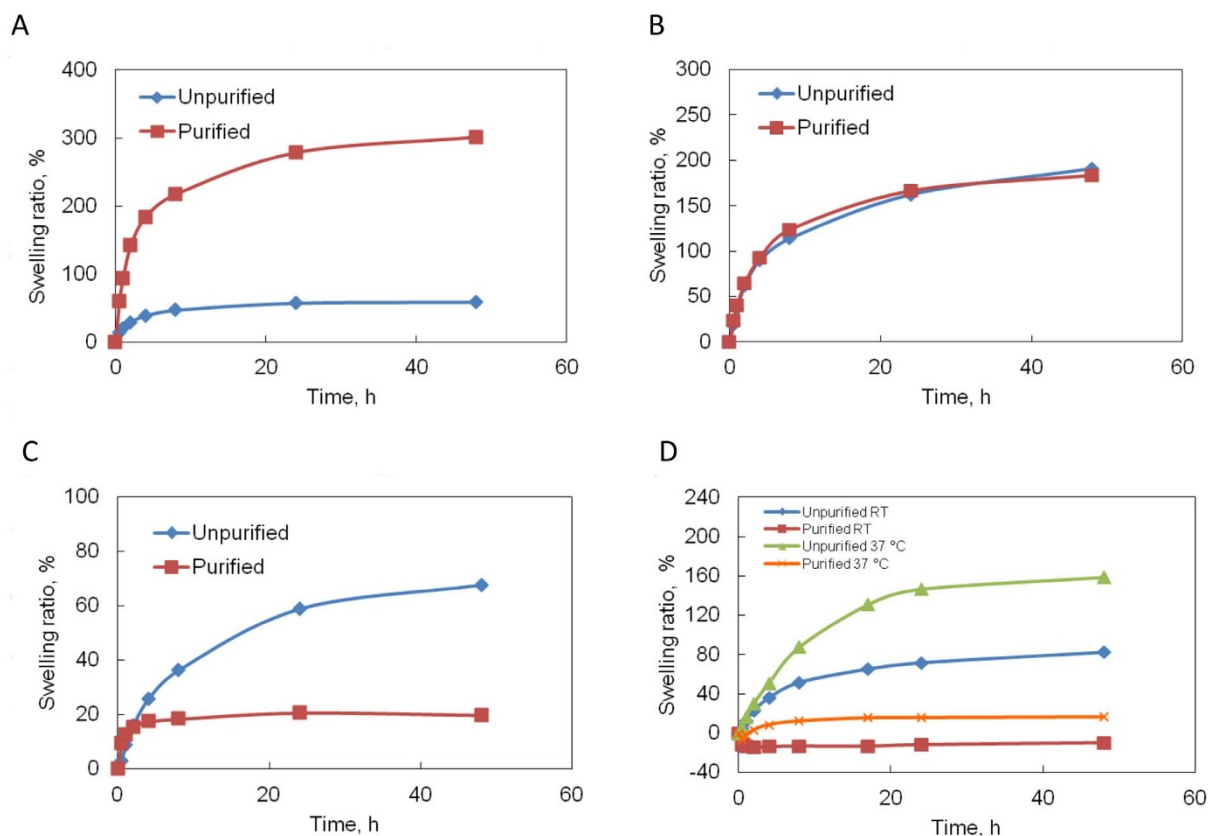 A
Swelling ratio, %
400
300
200
100
0
Unpurified
Purified
0 20 40 60
Time, h
B
Swelling ratio, %
300
250
200
150
100
50
0
Unpurified
Purified
0 20 40 60
Time, h
C
Swelling ratio, %
100
80
60
40
20
0
Unpurified
Purified
0 20 40 60
Time, h
D
Swelling ratio, %
240
200
160
120
80
40
0
-40
Unpurified RT
Purified RT
Unpurified 37 °C
Purified 37 °C
0 20 40 60
Time, h